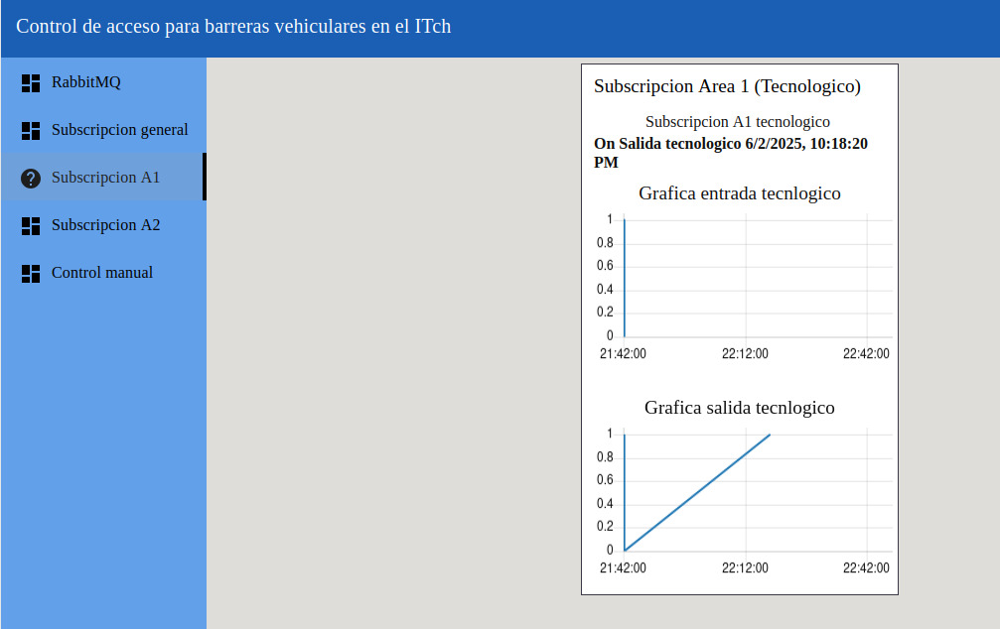 Control de acceso para barreras vehiculares en el ITch
RabbitMQ
Subscripcion general
Subscripcion A1
Subscripcion A2
Control manual
Subscripcion Area 1 (Tecnologico)
Subscripcion A1 tecnologico
On Salida tecnologico 6/2/2025, 10:18:20
PM
Grafica entrada tecnlogico
1
0.8
0.6
0.4
0.2
0
21:42:00 22:12:00 22:42:00
Grafica salida tecnlogico
1
0.8
0.6
0.4
0.2
0
21:42:00 22:12:00 22:42:00